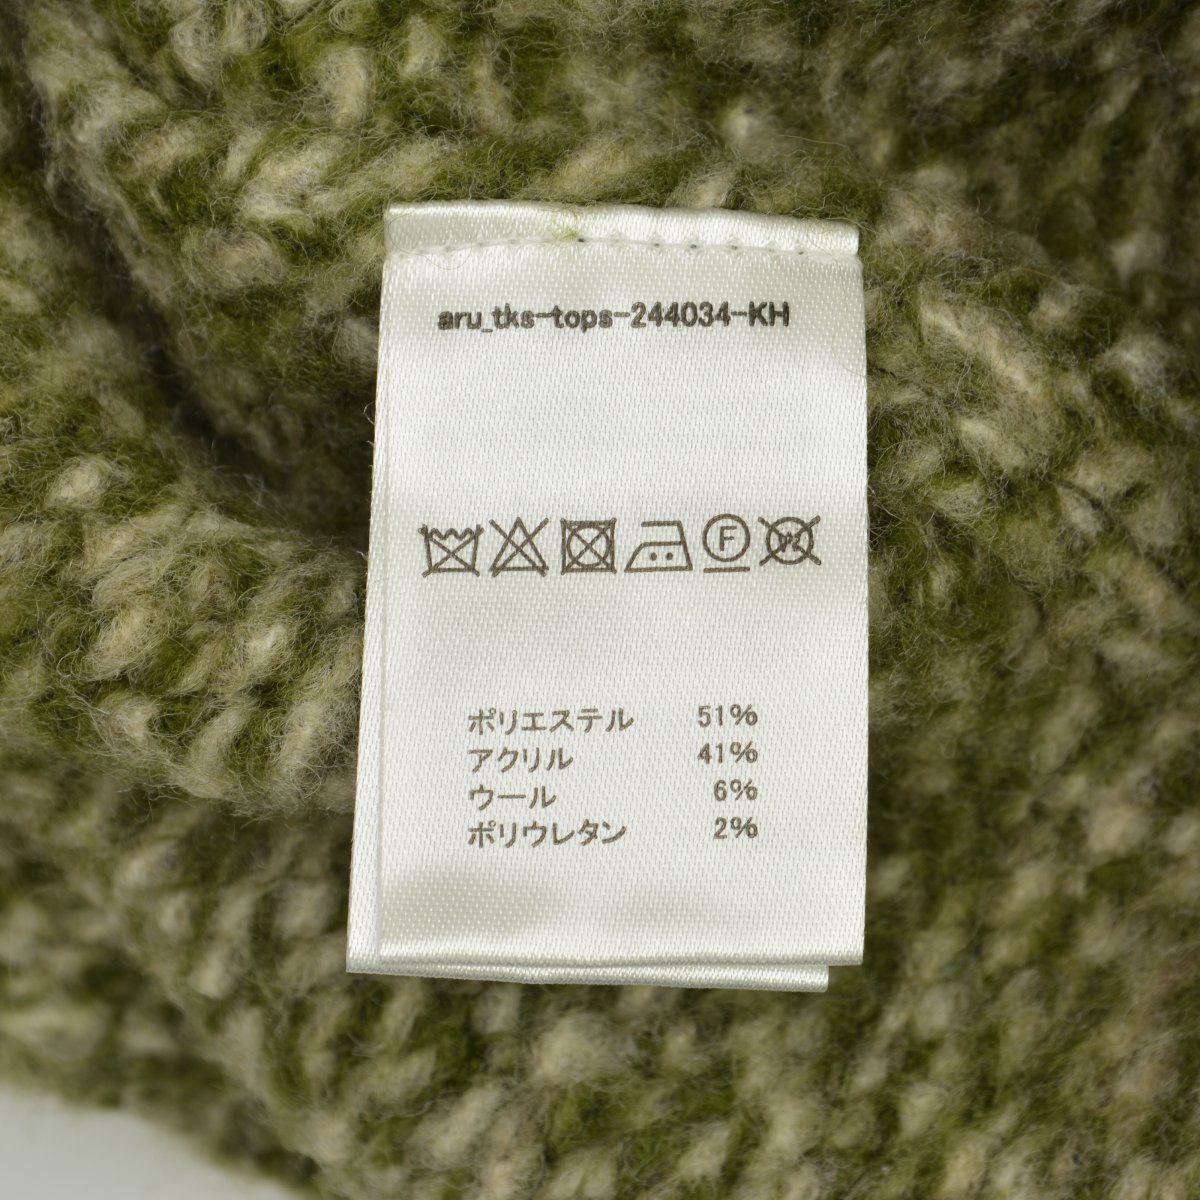 aru_tks-tops-244034-KH
F W
ポリエステル 51%
アクリル 41%
ウール 6%
ポリウレタン 2%